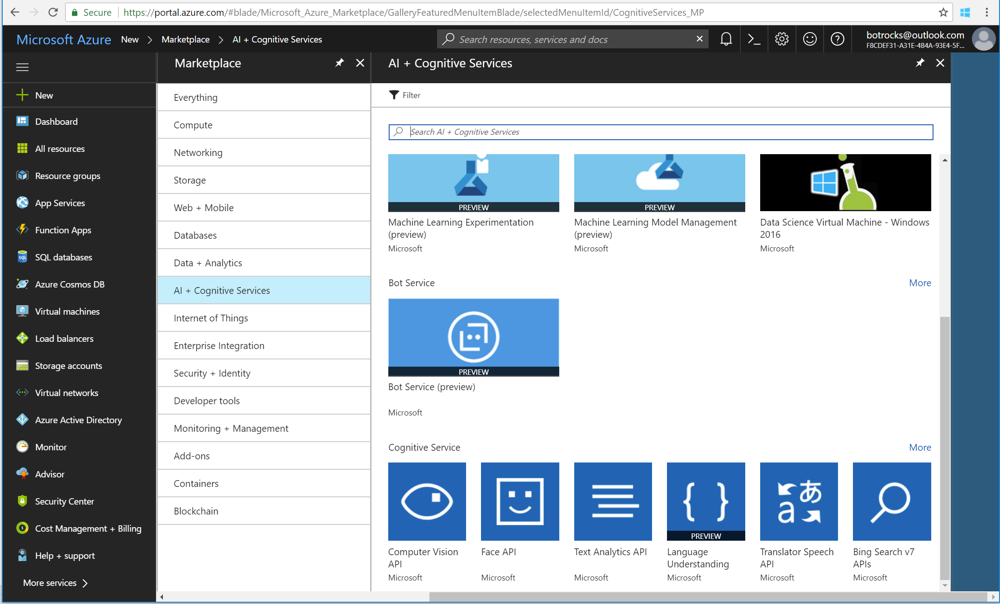 Secure https://portal.azure.com/#blade/Microsoft_Azure_Marketplace/GalleryFeaturedMenuItemBlade/selectedMenuItemId/CognitiveServices_MP
Microsoft Azure New Marketplace AI + Cognitive Services
Search resources, services and docs
botrocks@outlook.com
F8CDEF31-A31E-4B4A-93E4-5F...
New
Dashboard
All resources
Resource groups
App Services
Function Apps
SQL
SQL databases
Azure Cosmos DB
Virtual machines
Load balancers
Storage accounts
Virtual networks
Azure Active Directory
Monitor
Advisor
Security Center
Cost Management + Billing
Help + support
More services
Marketplace
Everything
Compute
Networking
Storage
Web + Mobile
Databases
Data + Analytics
AI + Cognitive Services
Internet of Things
Enterprise Integration
Security + Identity
Developer tools
Monitoring + Management
Add-ons
Containers
Blockchain
AI + Cognitive Services
Filter
Search AI + Cognitive Services
PREVIEW
Machine Learning Experimentation
(preview)
Microsoft
PREVIEW
Machine Learning Model Management
(preview)
Microsoft
Data Science Virtual Machine - Windows
2016
Microsoft
Bot Service
More
PREVIEW
Bot Service (preview)
Microsoft
Cognitive Service
More
Computer Vision
API
Microsoft
Face API
Microsoft
Text Analytics API
Microsoft
{ }
PREVIEW
Language
Understanding
Microsoft
a あ
Translator Speech
API
Microsoft
Bing Search v7
APIs
Microsoft